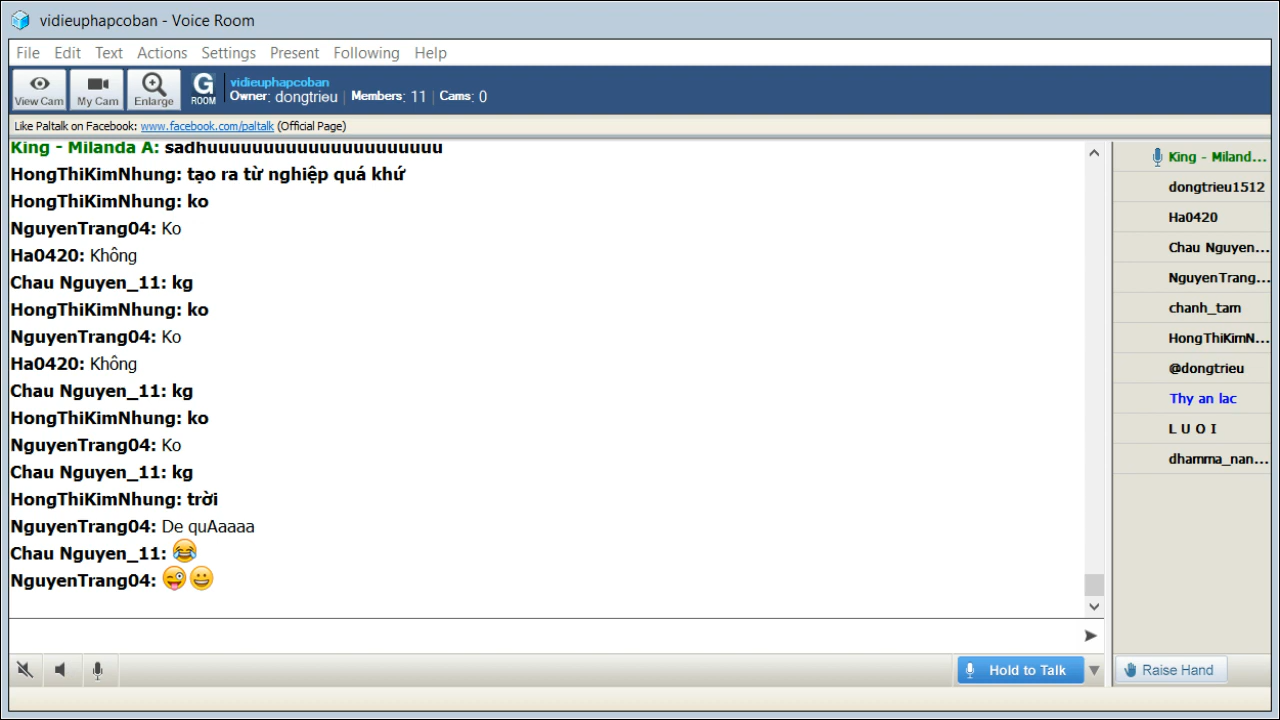 vidieuphapcoban - Voice Room
File Edit Text Actions Settings Present Following Help
View Cam My Cam Enlarge G ROOM
vidieuphapcoban
Owner: dongtrieu | Members: 11 | Cams: 0
Like Paltalk on Facebook: www.facebook.com/paltalk (Official Page)
King - Milanda A: sadhuuuuuuuuuuuuuuuuuuuuu
HongThiKimNhung: tạo ra từ nghiệp quá khứ
HongThiKimNhung: ko
NguyenTrang04: Ko
Ha0420: Không
Chau Nguyen_11: kg
HongThiKimNhung: ko
NguyenTrang04: Ko
Ha0420: Không
Chau Nguyen_11: kg
HongThiKimNhung: ko
NguyenTrang04: Ko
Chau Nguyen_11: kg
HongThiKimNhung: trời
NguyenTrang04: De quAaaaa
Chau Nguyen_11: 😂
NguyenTrang04: 😜😀
King - Miland...
dongtrieu1512
Ha0420
Chau Nguyen...
NguyenTrang...
chanh_tam
HongThiKimN...
@dongtrieu
Thy an lac
L U O I
dhamma_nan...
Hold to Talk
Raise Hand